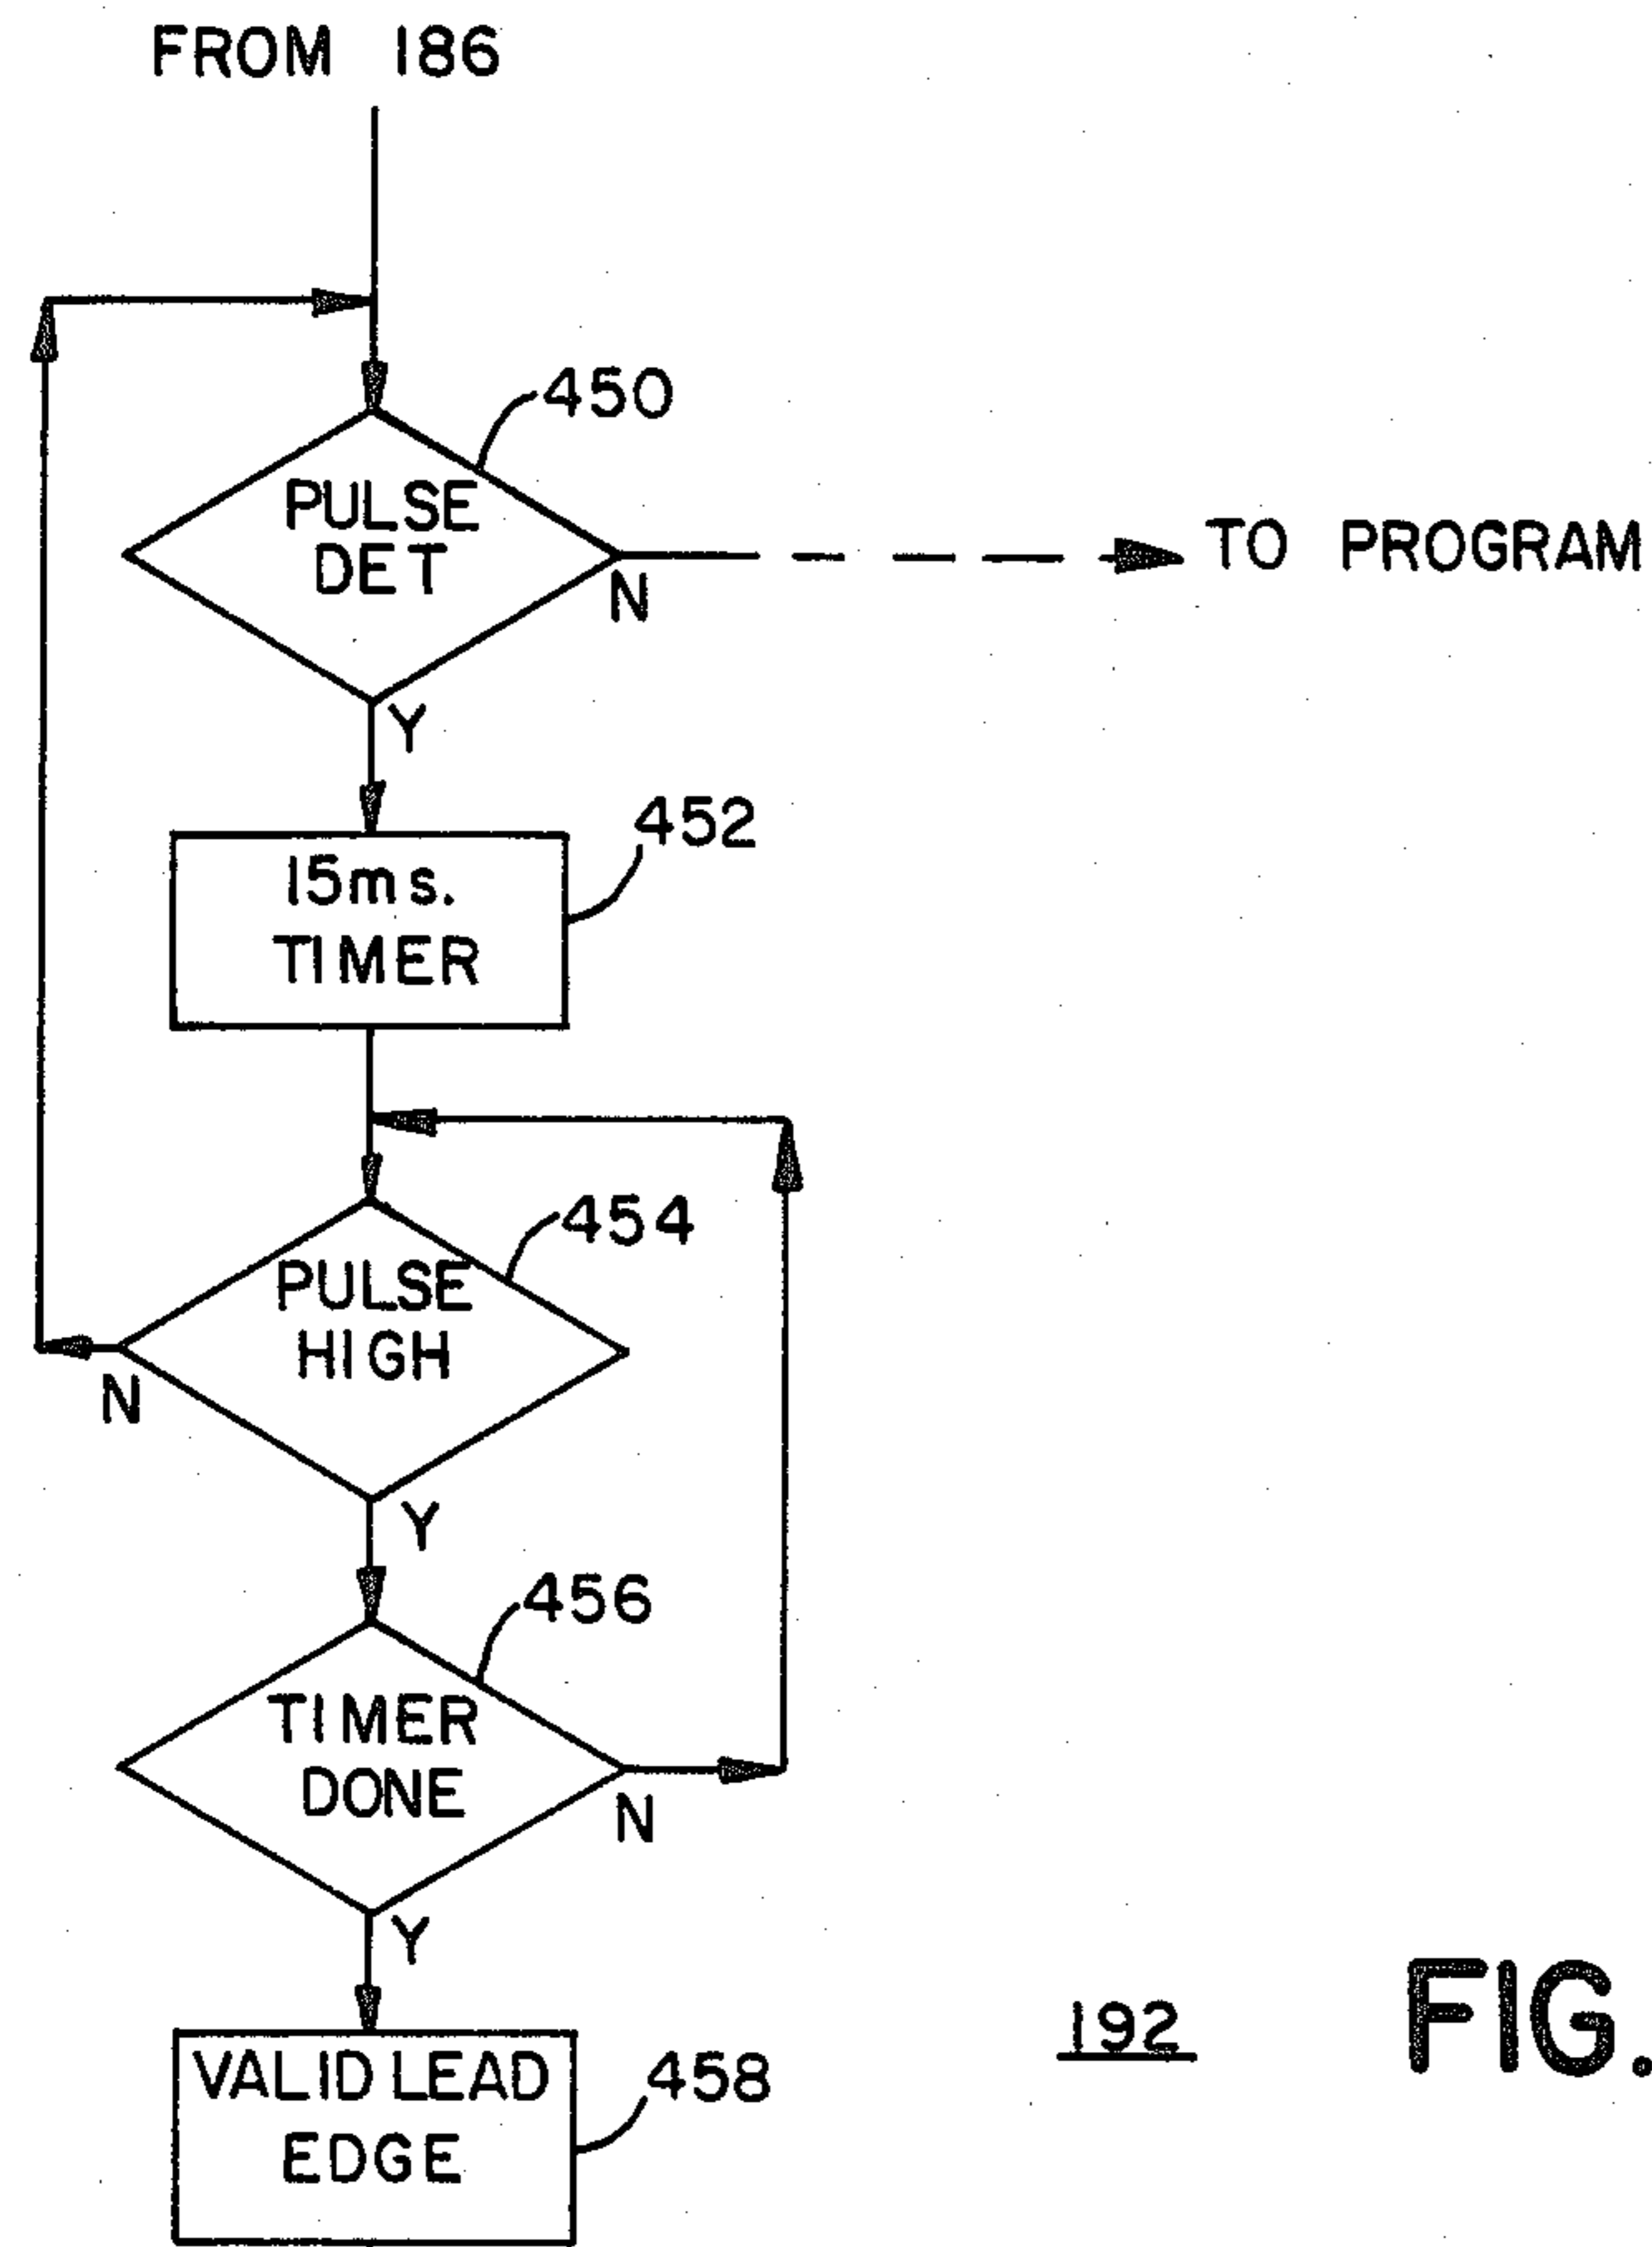 FROM 186
450
PULSE
DET
N
TO PROGRAM
Y
452
15ms.
TIMER
454
PULSE
HIGH
N
Y
456
TIMER
DONE
N
Y
VALID LEAD
EDGE
458
192
FIG.